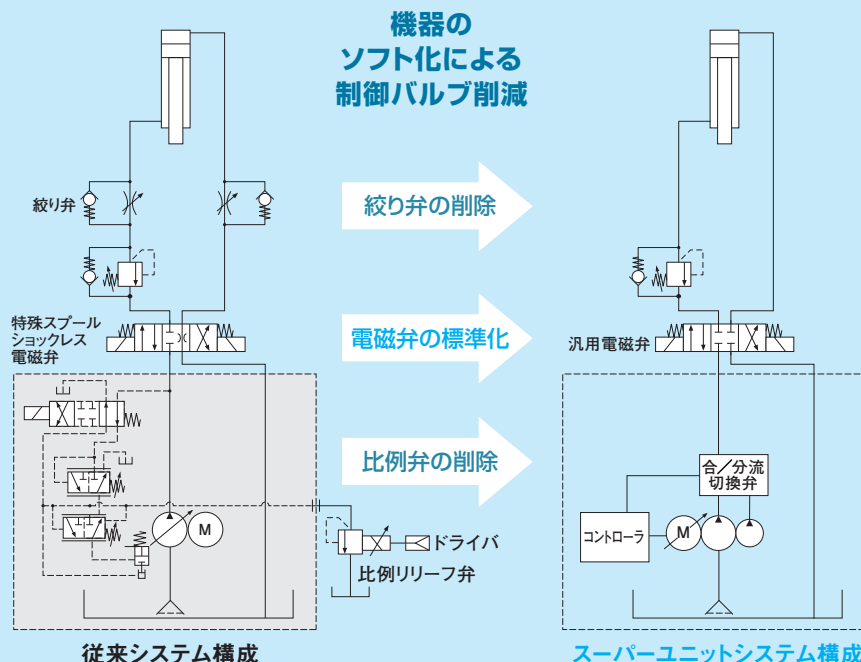 機器の
ソフト化による
制御バルブ削減
絞り弁
絞り弁の削除
特殊スプール
ショックレス
電磁弁
電磁弁の標準化
汎用電磁弁
比例弁の削除
合/分流
切換弁
コントローラ
M
M
ドライバ
比例リリーフ弁
従来システム構成
スーパーユニットシステム構成